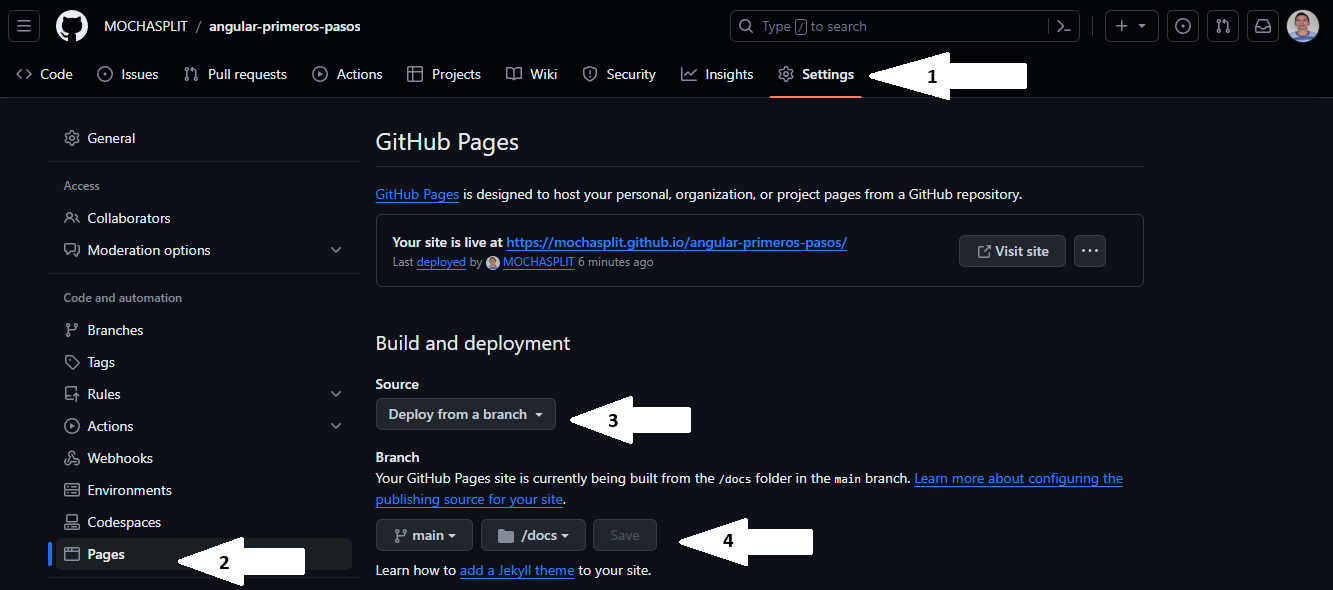 MOCHASPLIT / angular-primeros-pasos
Type / to search
Code Issues Pull requests Actions Projects Wiki Security Insights Settings
1
General
Access
Collaborators
Moderation options
Code and automation
Branches
Tags
Rules
Actions
Webhooks
Environments
Codespaces
Pages
2
GitHub Pages
GitHub Pages is designed to host your personal, organization, or project pages from a GitHub repository.
Your site is live at https://mochasplit.github.io/angular-primeros-pasos/
Last deployed by MOCHASPLIT 6 minutes ago
Visit site
Build and deployment
Source
Deploy from a branch
3
Branch
Your GitHub Pages site is currently being built from the /docs folder in the main branch. Learn more about configuring the
publishing source for your site.
main /docs Save
4
Learn how to add a Jekyll theme to your site.